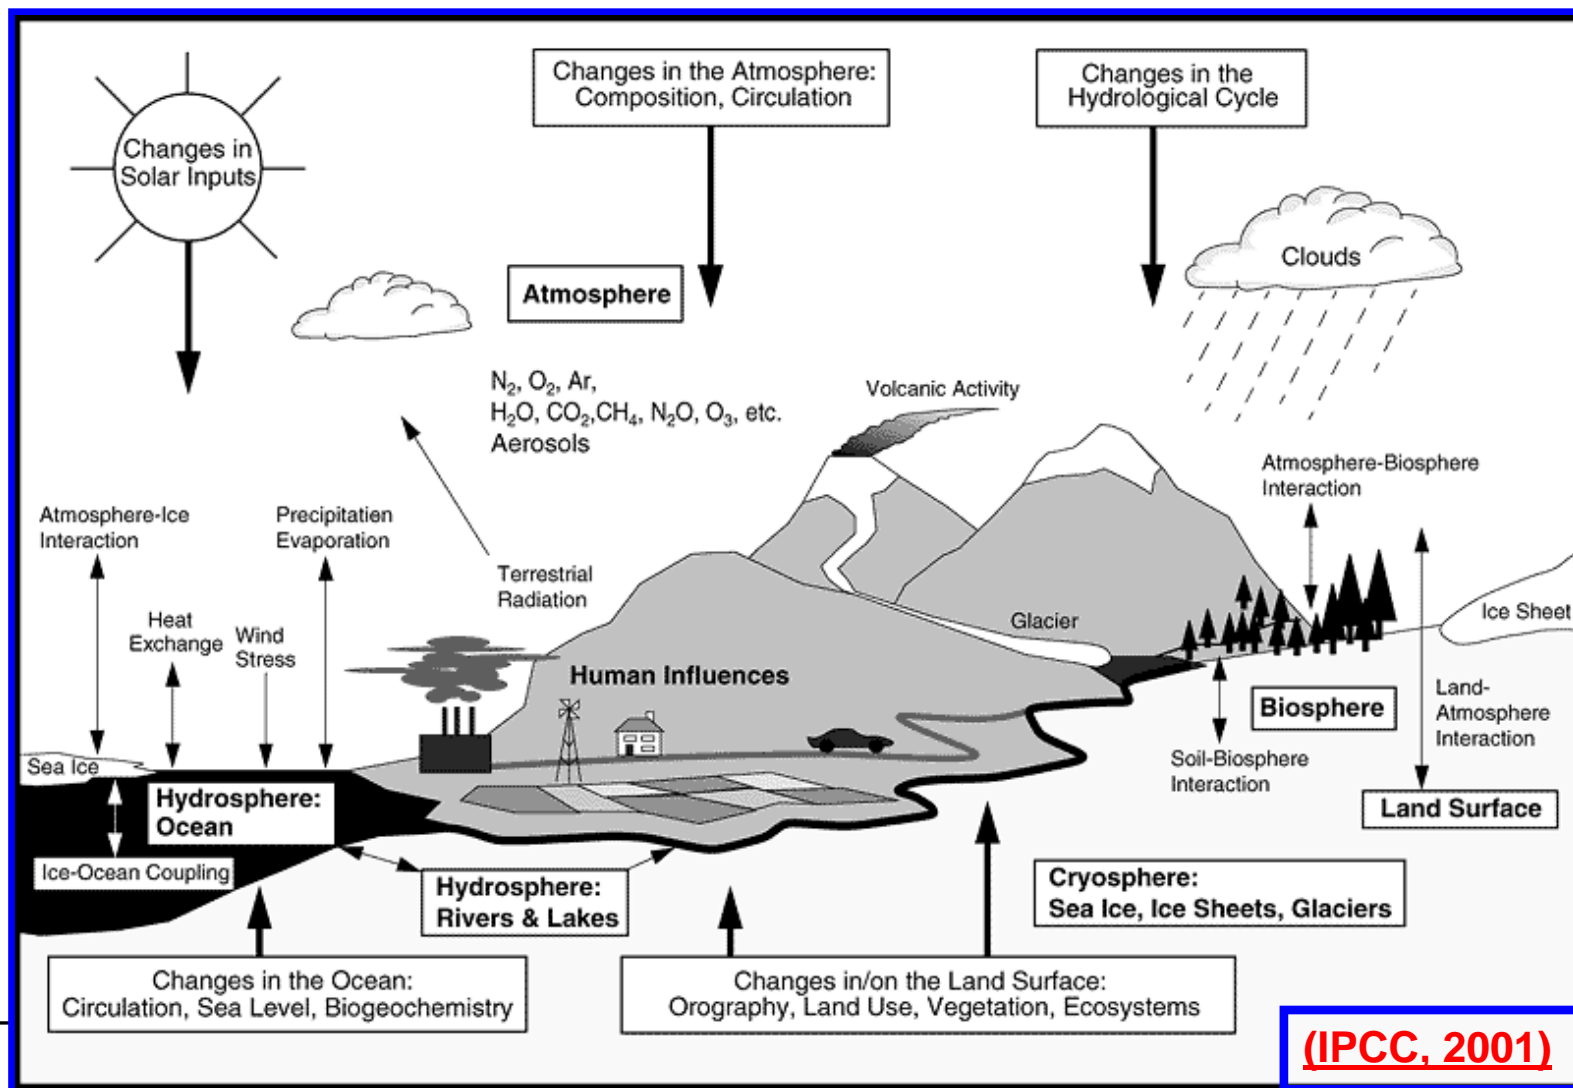 Changes in the Atmosphere:
Composition, Circulation
Changes in the
Hydrological Cycle
Changes in
Solar Inputs
Clouds
Atmosphere
N₂, O₂, Ar,
H₂O, CO₂,CH₄, N₂O, O₃, etc.
Aerosols
Volcanic Activity
Atmosphere-Biosphere
Interaction
Atmosphere-Ice
Interaction
Precipitation
Evaporation
Terrestrial
Radiation
Heat
Exchange
Wind
Stress
Glacier
Ice Sheet
Human Influences
Biosphere
Land-
Atmosphere
Interaction
Soil-Biosphere
Interaction
Sea Ice
Hydrosphere:
Ocean
Land Surface
Ice-Ocean Coupling
Hydrosphere:
Rivers & Lakes
Cryosphere:
Sea Ice, Ice Sheets, Glaciers
Changes in the Ocean:
Circulation, Sea Level, Biogeochemistry
Changes in/on the Land Surface:
Orography, Land Use, Vegetation, Ecosystems
(IPCC, 2001)